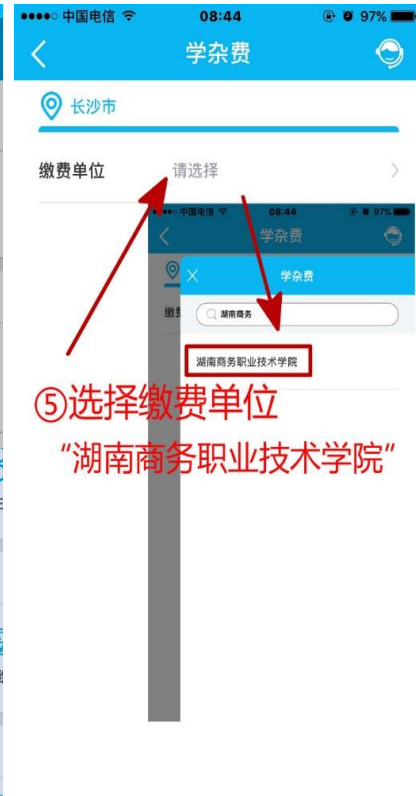 中国电信 08:44 97%
学杂费
长沙市
缴费单位 请选择
中国电信 08:44 97%
学杂费
学杂费
缴费
湖南商务
湖南商务职业技术学院
⑤选择缴费单位
“湖南商务职业技术学院”